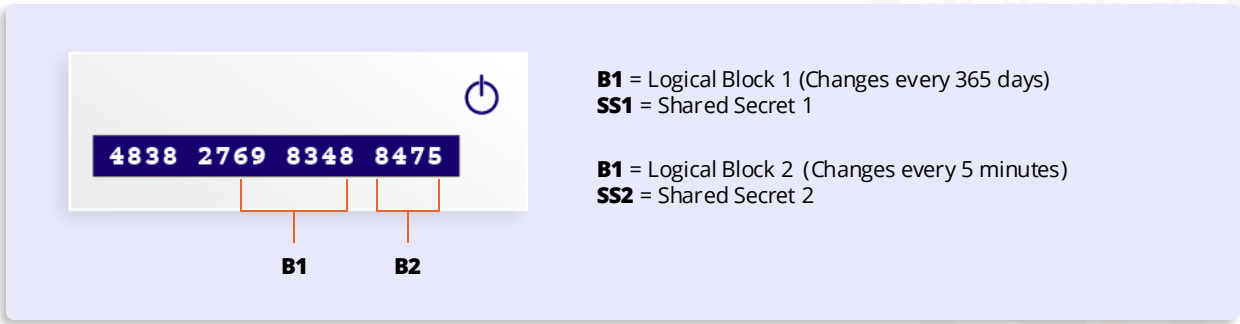 4838 2769 8348 8475
B1 B2
B1 = Logical Block 1 (Changes every 365 days)
SS1 = Shared Secret 1
B1 = Logical Block 2 (Changes every 5 minutes)
SS2 = Shared Secret 2